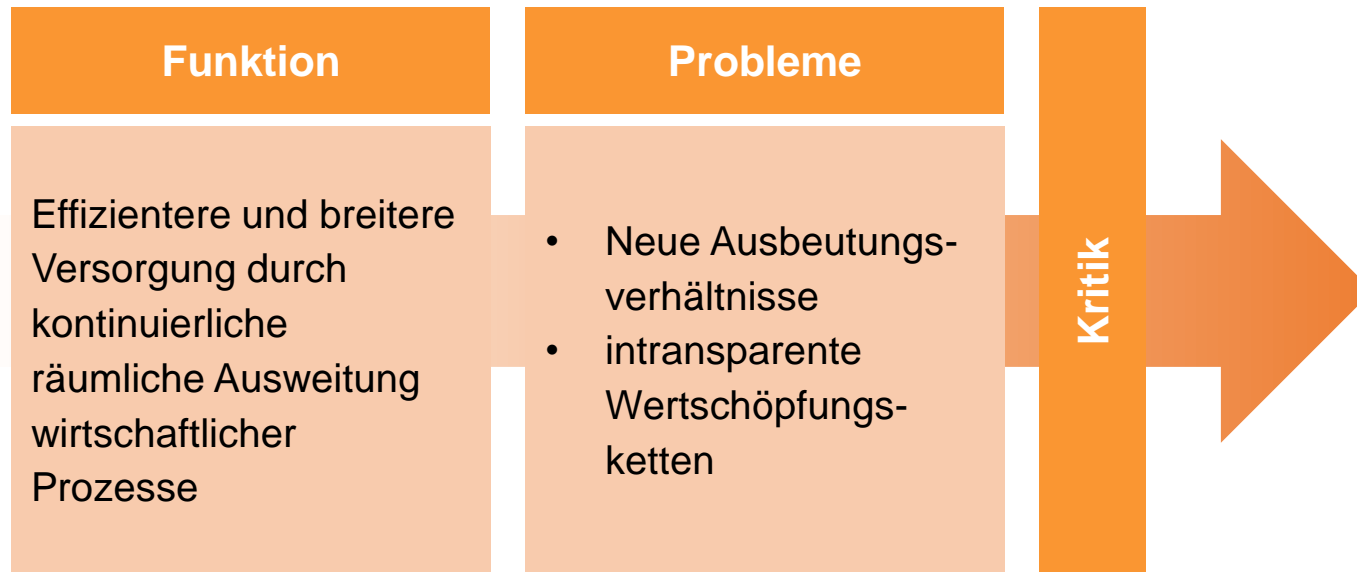 Funktion
Effizientere und breitere
Versorgung durch
kontinuierliche
räumliche Ausweitung
wirtschaftlicher
Prozesse
Probleme
• Neue Ausbeutungs-
verhältnisse
• intransparente
Wertschöpfungs-
ketten
Kritik